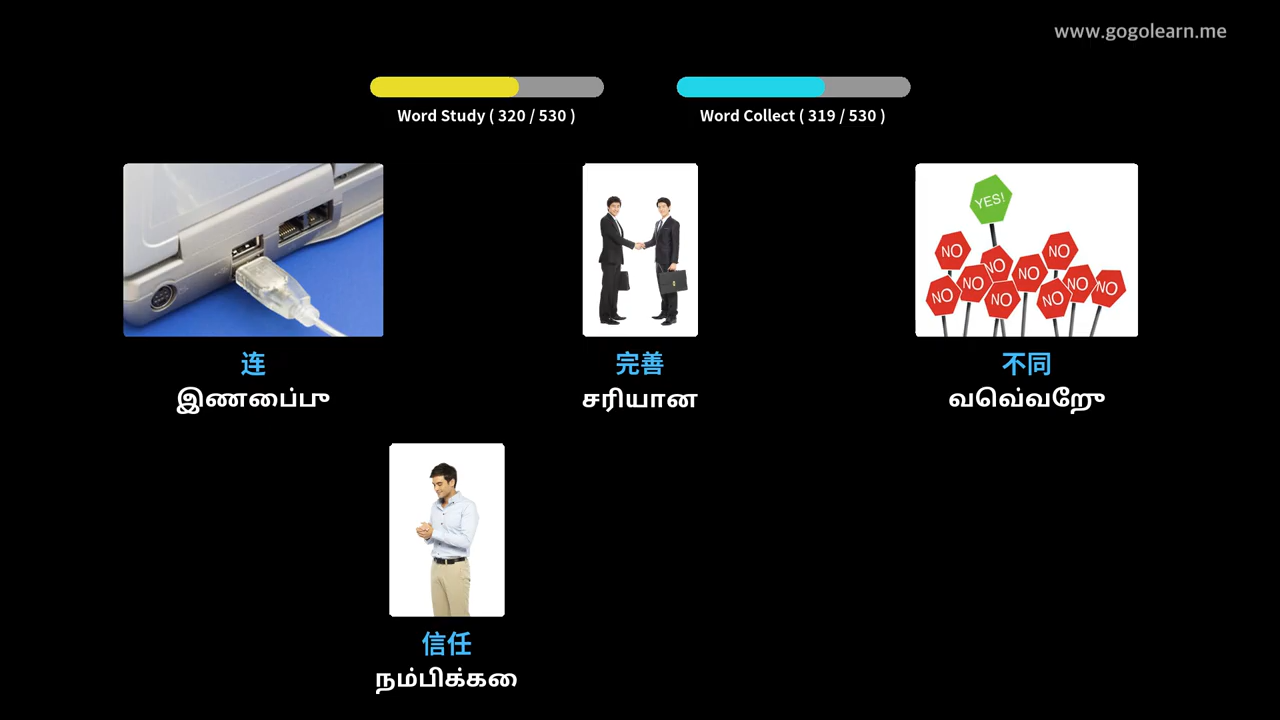 www.gogolearn.me
Word Study ( 320 / 530 )
Word Collect ( 319 / 530 )
连
இணைப்பு
完善
சரியான
不同
வெவ்வேறு
YES!
NO
NO
NO
NO
NO
NO
NO
NO
NO
NO
信任
நம்பிக்கை